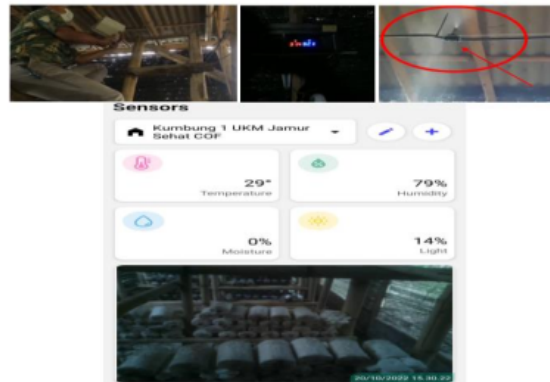 Sensors
Kumbung 1 UKM Jamur
Sehat COF
29°
Temperature
79%
Humidity
0%
Moisture
14%
Light
20/10/2022 15.30.22